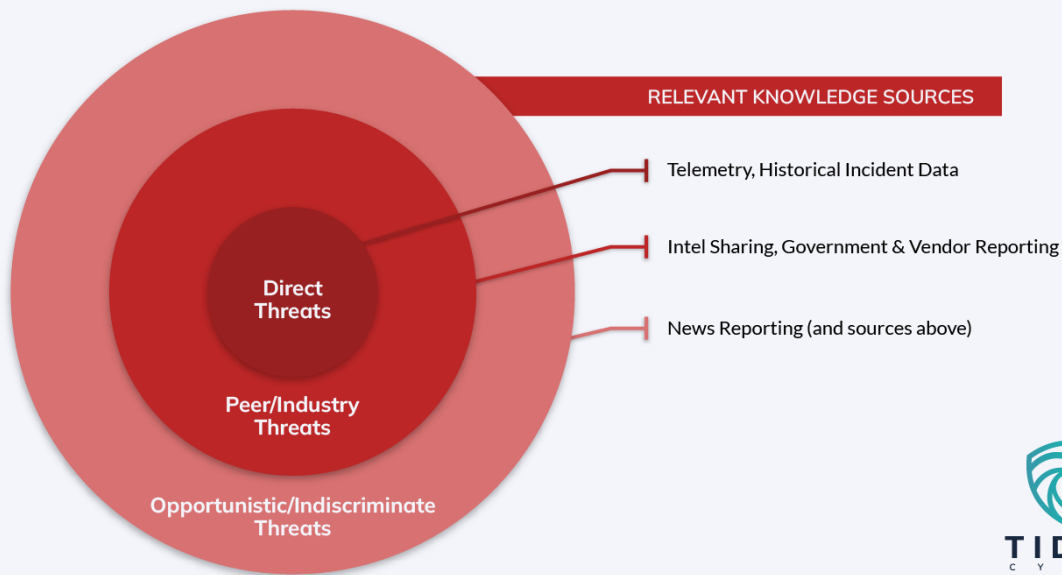 RELEVANT KNOWLEDGE SOURCES
Telemetry, Historical Incident Data
Intel Sharing, Government & Vendor Reporting
News Reporting (and sources above)
Direct
Threats
Peer/Industry
Threats
Opportunistic/Indiscriminate
Threats